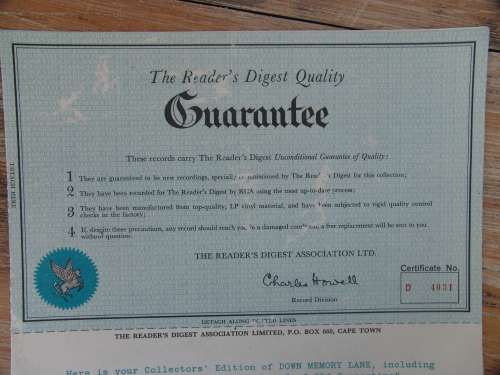 The Reader's Digest Quality
Guarantee
These records carry The Reader's Digest Unconditional Guarantee of Quality:
1 They are guaranteed to be new recordings, specially commissioned by The Reader's Digest for this collection;
2 They have been recorded for The Reader's Digest by RCA using the most up-to-date process;
3 They have been manufactured from top-quality, LP vinyl material, and have been subjected to rigid quality control
checks in the factory;
4 If, despite these precaution, any record should reach you in a damaged condition, a free replacement will be sent to you
without question.
THE READER'S DIGEST ASSOCIATION LTD.
Charles Howell
Record Division
Certificate No.
D 4031
DETACH ALONG LINES
THE READER'S DIGEST ASSOCIATION LIMITED, P.O. BOX 660, CAPE TOWN
Here is your Collectors' Edition of DOWN MEMORY LANE, including